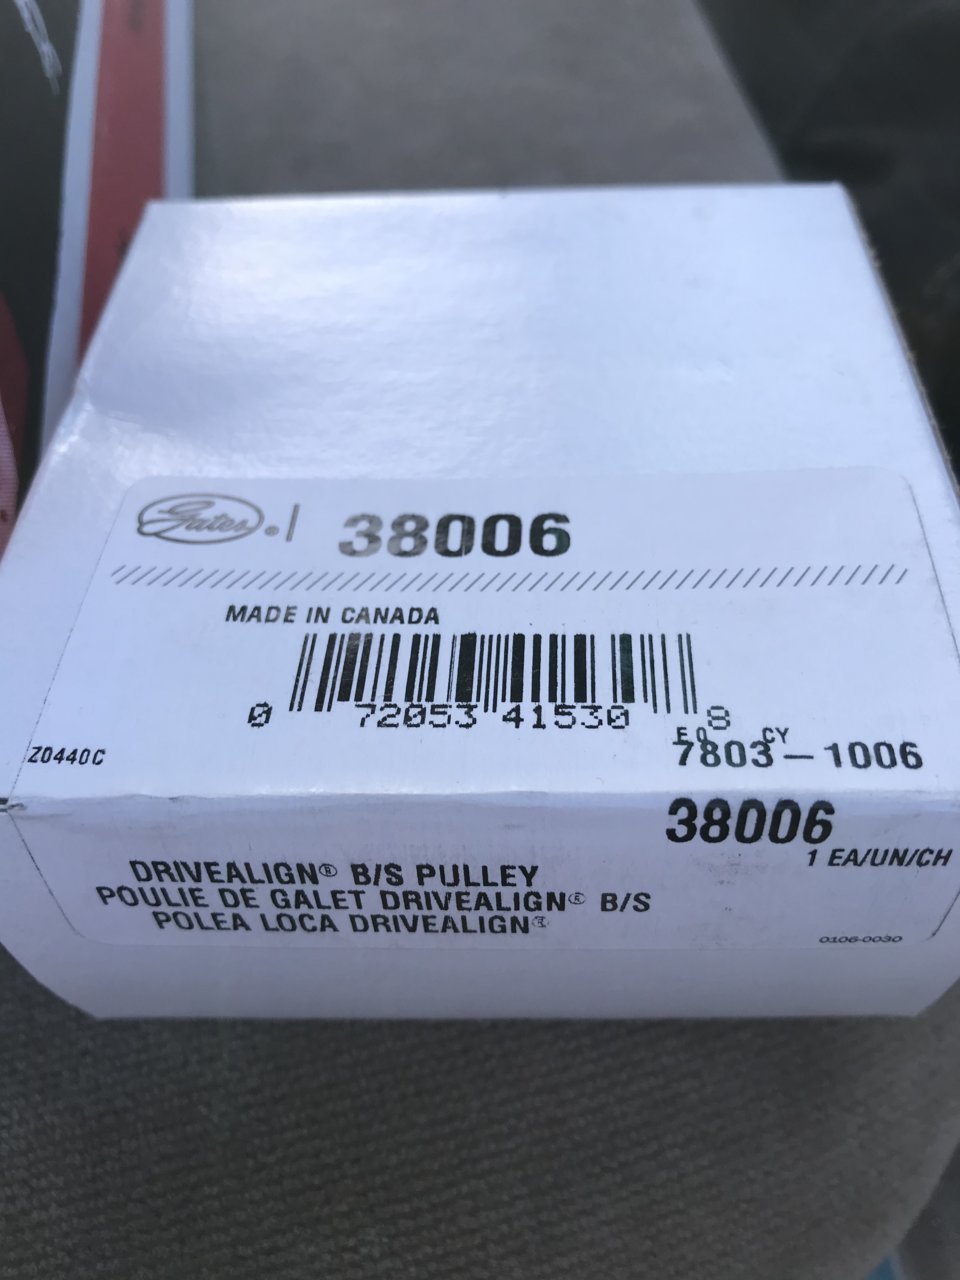 Gates® | 38006
MADE IN CANADA
0 72053 41530 8
EO CY
Z0440C
7803-1006
38006
1 EA/UN/CH
DRIVEALIGN® B/S PULLEY
POULIE DE GALET DRIVEALIGN® B/S
POLEA LOCA DRIVEALIGN®
0106-0030